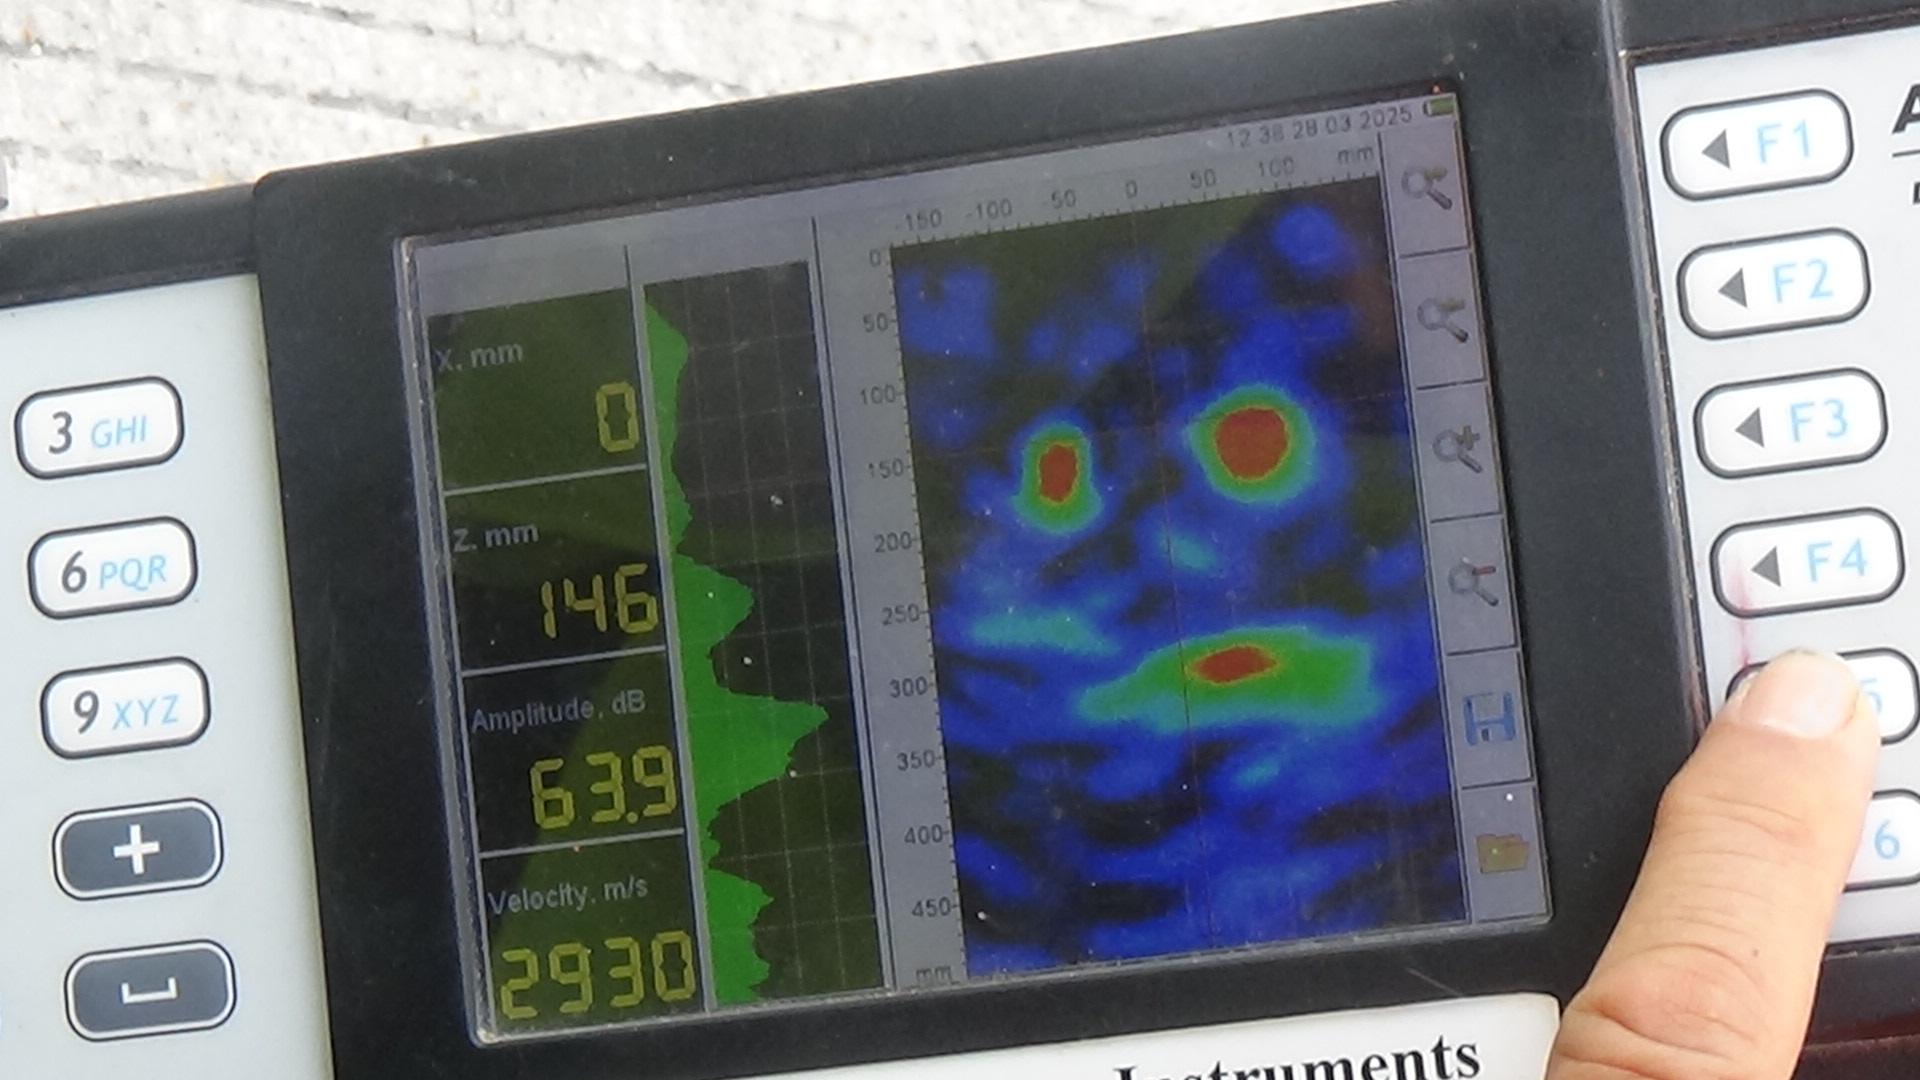 12 38 28 03 2025
-150 -100 -50 0 50 100 mm
0
50
100
150
200
250
300
350
400
450
mm
X. mm
0
Z. mm
146
Amplitude, dB
63.9
Velocity. m/s
2930
3 GHI
6 PQR
9 XYZ
+
F1
F2
F3
F4
5
6
A
Instruments